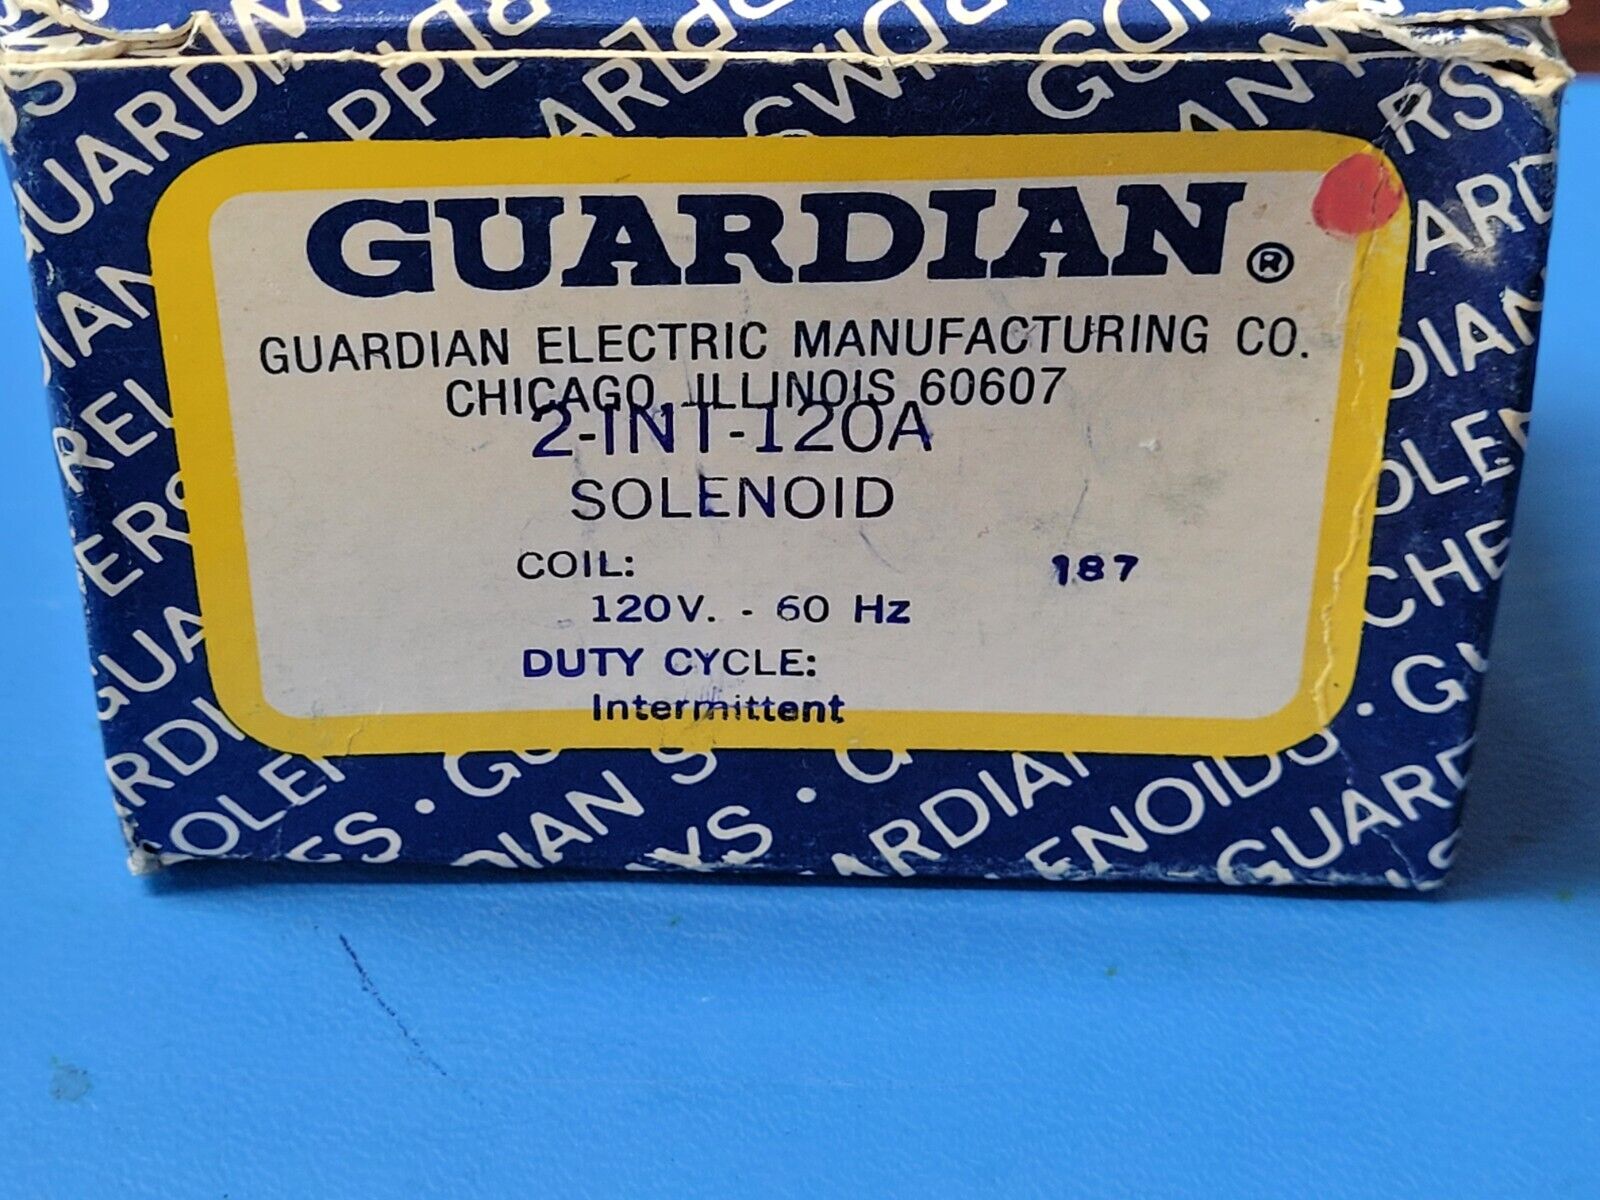 GUARDIAN®
GUARDIAN ELECTRIC MANUFACTURING CO.
CHICAGO, ILLINOIS 60607
2-INT-120A
SOLENOID
COIL: 187
120V. - 60 Hz
DUTY CYCLE:
Intermittent